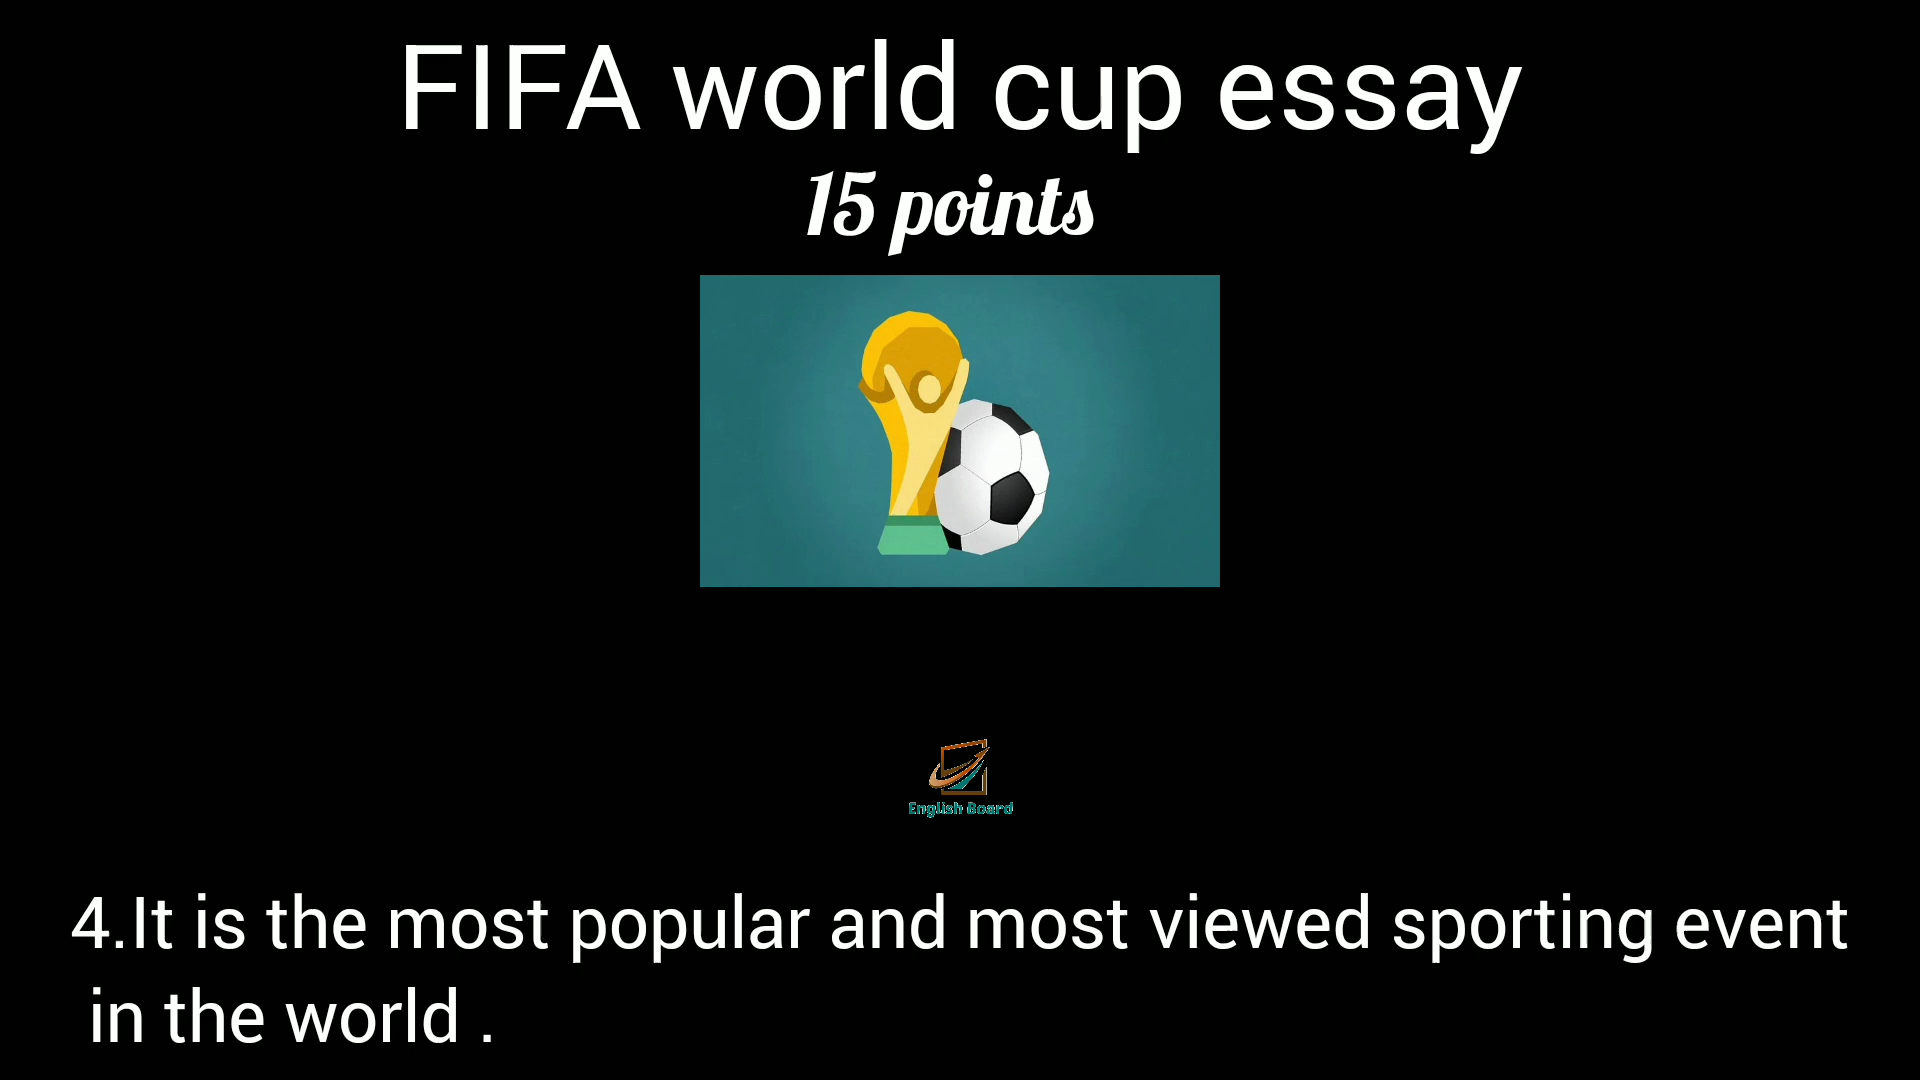 FIFA world cup essay
15 points
English Board
4.It is the most popular and most viewed sporting event
in the world .